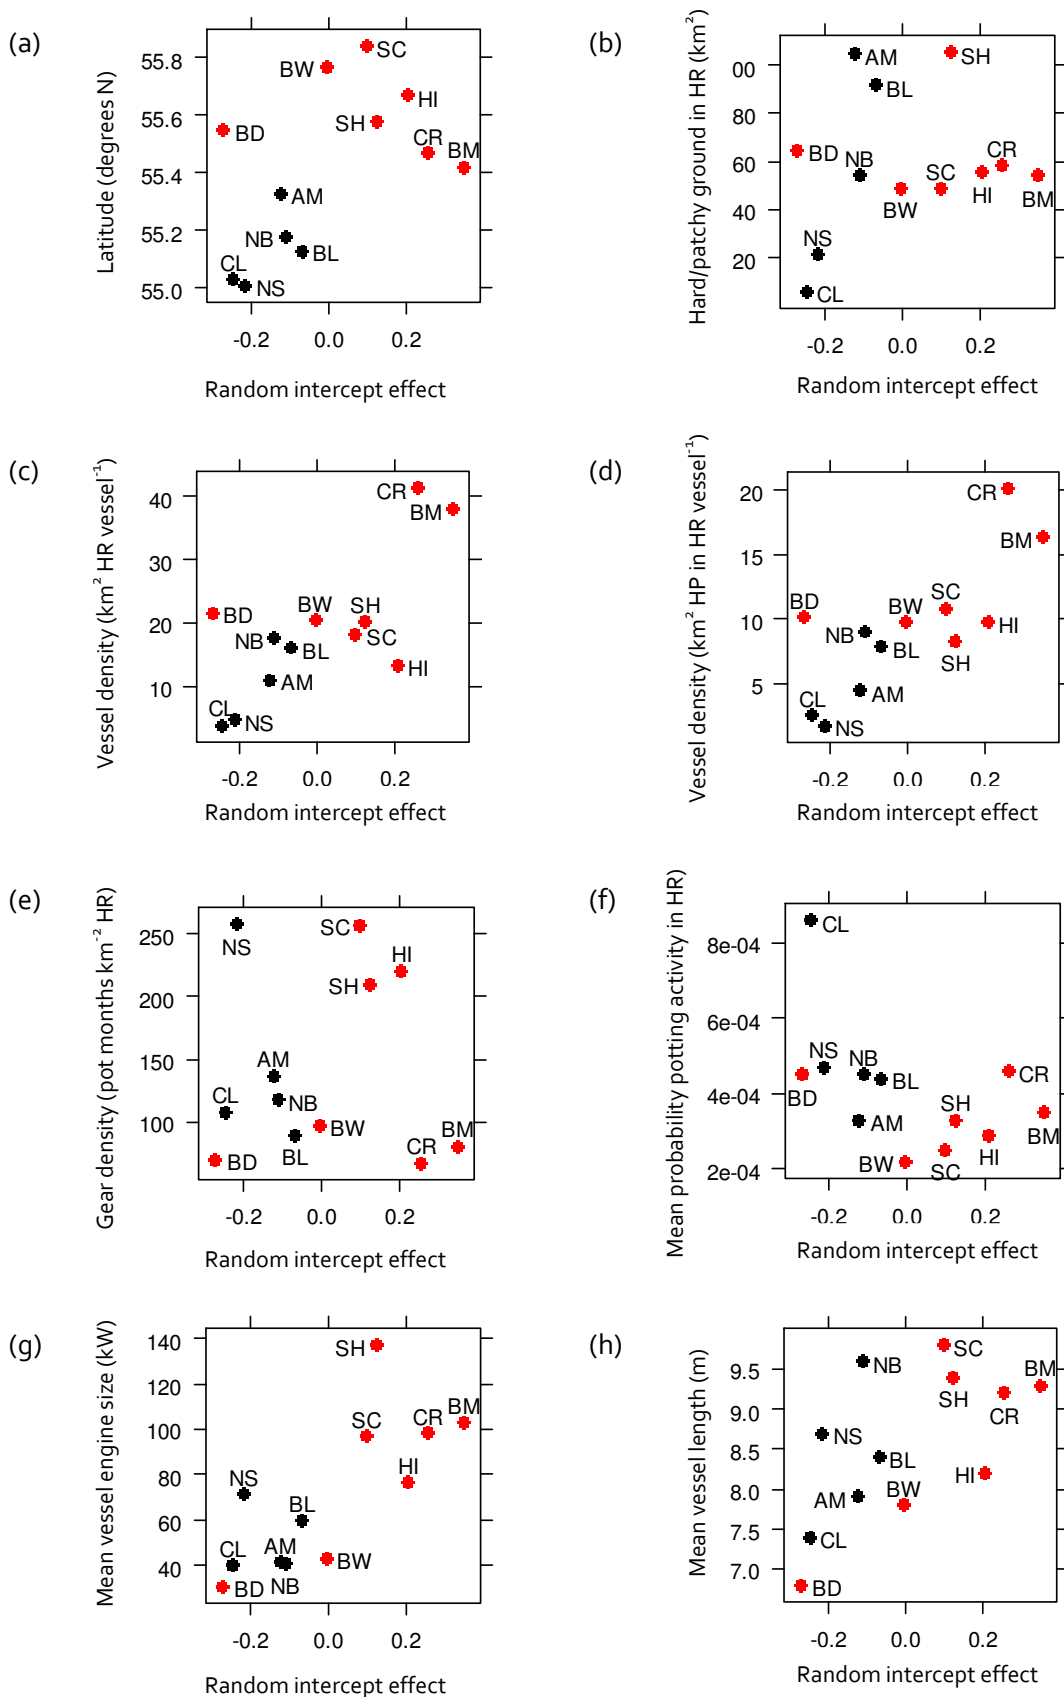 (a)
Latitude (degrees N)
55.8
55.6
55.4
55.2
55.0
SC
BW
HI
SH
BD
CR
BM
AM
NB
BL
CL
NS
-0.2 0.0 0.2
Random intercept effect
(b)
Hard/patchy ground in HR (km²)
00
80
60
40
20
AM
SH
BL
BD
NB
SC
CR
BW
HI
BM
NS
CL
-0.2 0.0 0.2
Random intercept effect
(c)
Vessel density (km² HR vessel⁻¹)
40
30
20
10
CR
BM
BD
BW
SH
NB
SC
BL
HI
AM
CL
NS
-0.2 0.0 0.2
Random intercept effect
(d)
Vessel density (km² HP in HR vessel⁻¹)
20
15
10
5
CR
BM
BD
BW
SC
NB
HI
BL
SH
AM
CL
NS
-0.2 0.0 0.2
Random intercept effect
(e)
Gear density (pot months km⁻² HR)
250
200
150
100
NS
SC
HI
SH
AM
CL
NB
BW
BL
BD
CR
BM
-0.2 0.0 0.2
Random intercept effect
(f)
Mean probability potting activity in HR)
8e-04
6e-04
4e-04
2e-04
CL
NS
NB
BL
CR
BD
AM
SH
BM
BW
SC
HI
-0.2 0.0 0.2
Random intercept effect
(g)
Mean vessel engine size (kW)
140
120
100
80
60
40
SH
SC
CR
BM
HI
NS
BL
CL
AM
NB
BW
BD
-0.2 0.0 0.2
Random intercept effect
(h)
Mean vessel length (m)
9.5
9.0
8.5
8.0
7.5
7.0
SC
NB
SH
BM
CR
NS
BL
HI
AM
BW
CL
BD
-0.2 0.0 0.2
Random intercept effect